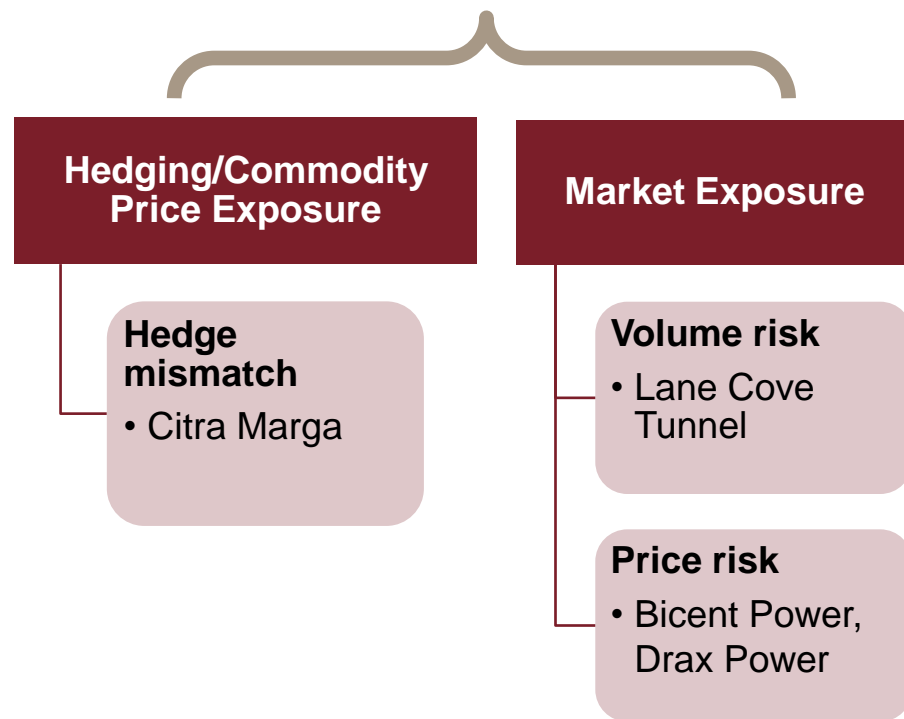 Hedging/Commodity
Price Exposure
Hedge
mismatch
• Citra Marga
Market Exposure
Volume risk
• Lane Cove
Tunnel
Price risk
• Bicent Power,
Drax Power